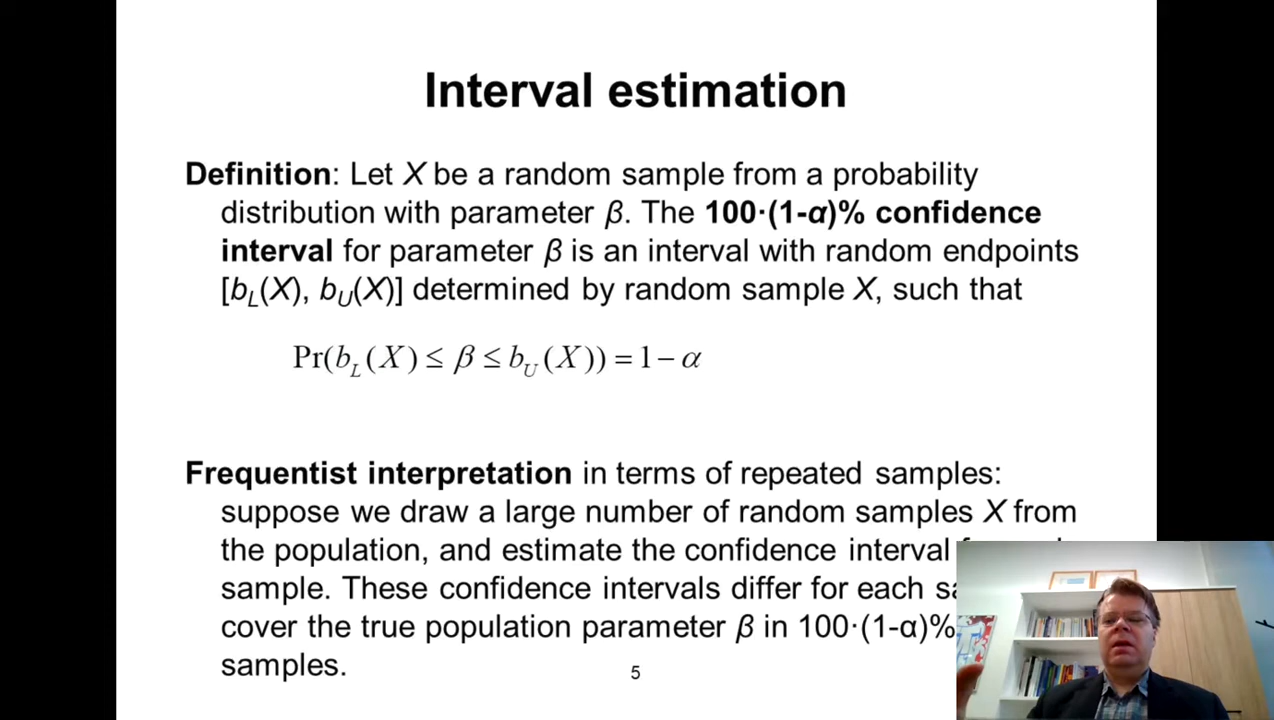 Interval estimation
Definition: Let X be a random sample from a probability
distribution with parameter β. The 100·(1-α)% confidence
interval for parameter β is an interval with random endpoints
[bL(X), bU(X)] determined by random sample X, such that
Pr(bL(X) ≤ β ≤ bU(X)) = 1 − α
Frequentist interpretation in terms of repeated samples:
suppose we draw a large number of random samples X from
the population, and estimate the confidence interval
sample. These confidence intervals differ for each
cover the true population parameter β in 100·(1-α)%
samples.
5